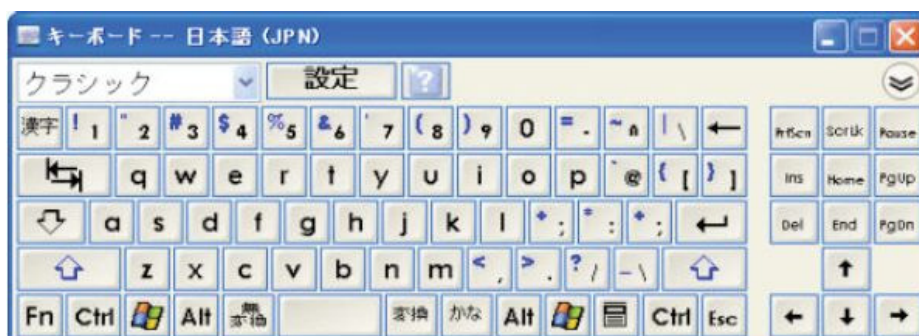 キーボード -- 日本語 (JPN)
クラシック 設定 ?
漢字 ! 1 " 2 # 3 $ 4 % 5 & 6 ' 7 ( 8 ) 9 0 = - ~ ^ | \ ← PrtScn ScrLk Pause
q w e r t y u i o p ` @ { [ } ] Ins Home PgUp
a s d f g h j k l + ; * : + ; Del End PgDn
z x c v b n m < , > . ? / _ \ ↑
Fn Ctrl Alt 無変換 変換 かな Alt Ctrl Esc ← ↓ →